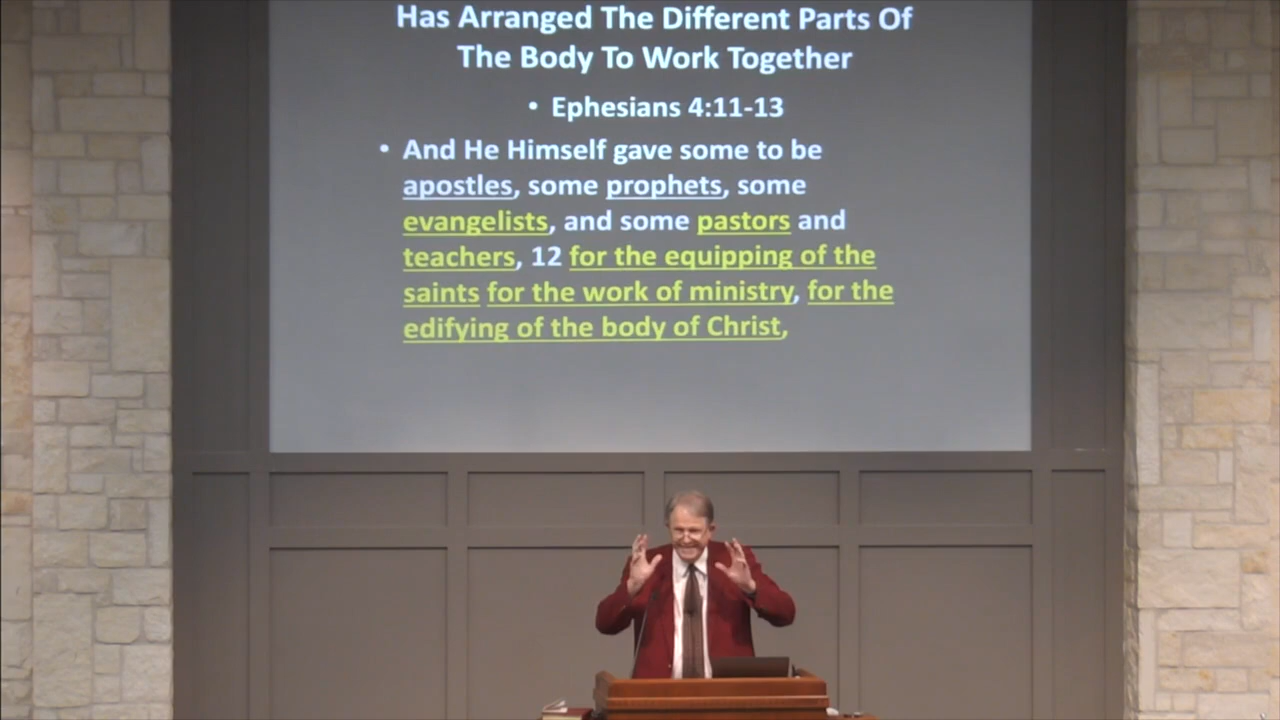 Has Arranged The Different Parts Of
The Body To Work Together
• Ephesians 4:11-13
• And He Himself gave some to be
apostles, some prophets, some
evangelists, and some pastors and
teachers, 12 for the equipping of the
saints for the work of ministry, for the
edifying of the body of Christ,